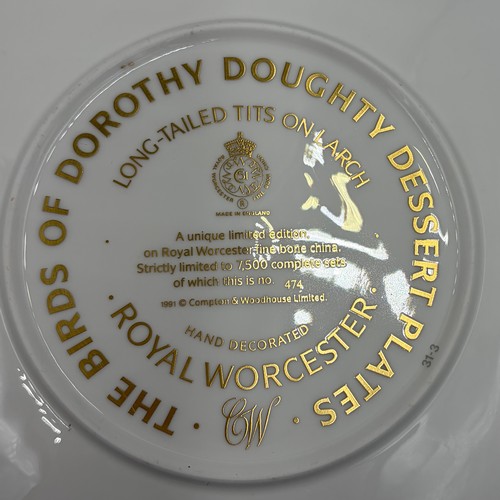 THE BIRDS OF DOROTHY DOUGHTY DESSERT PLATES
LONG-TAILED TITS ON LARCH
MADE IN ENGLAND
A unique limited edition,
on Royal Worcester fine bone china.
Strictly limited to 7,500 complete sets
of which this is no. 474
1991 © Compton & Woodhouse Limited.
HAND DECORATED
· ROYAL WORCESTER ·
CW
31-3